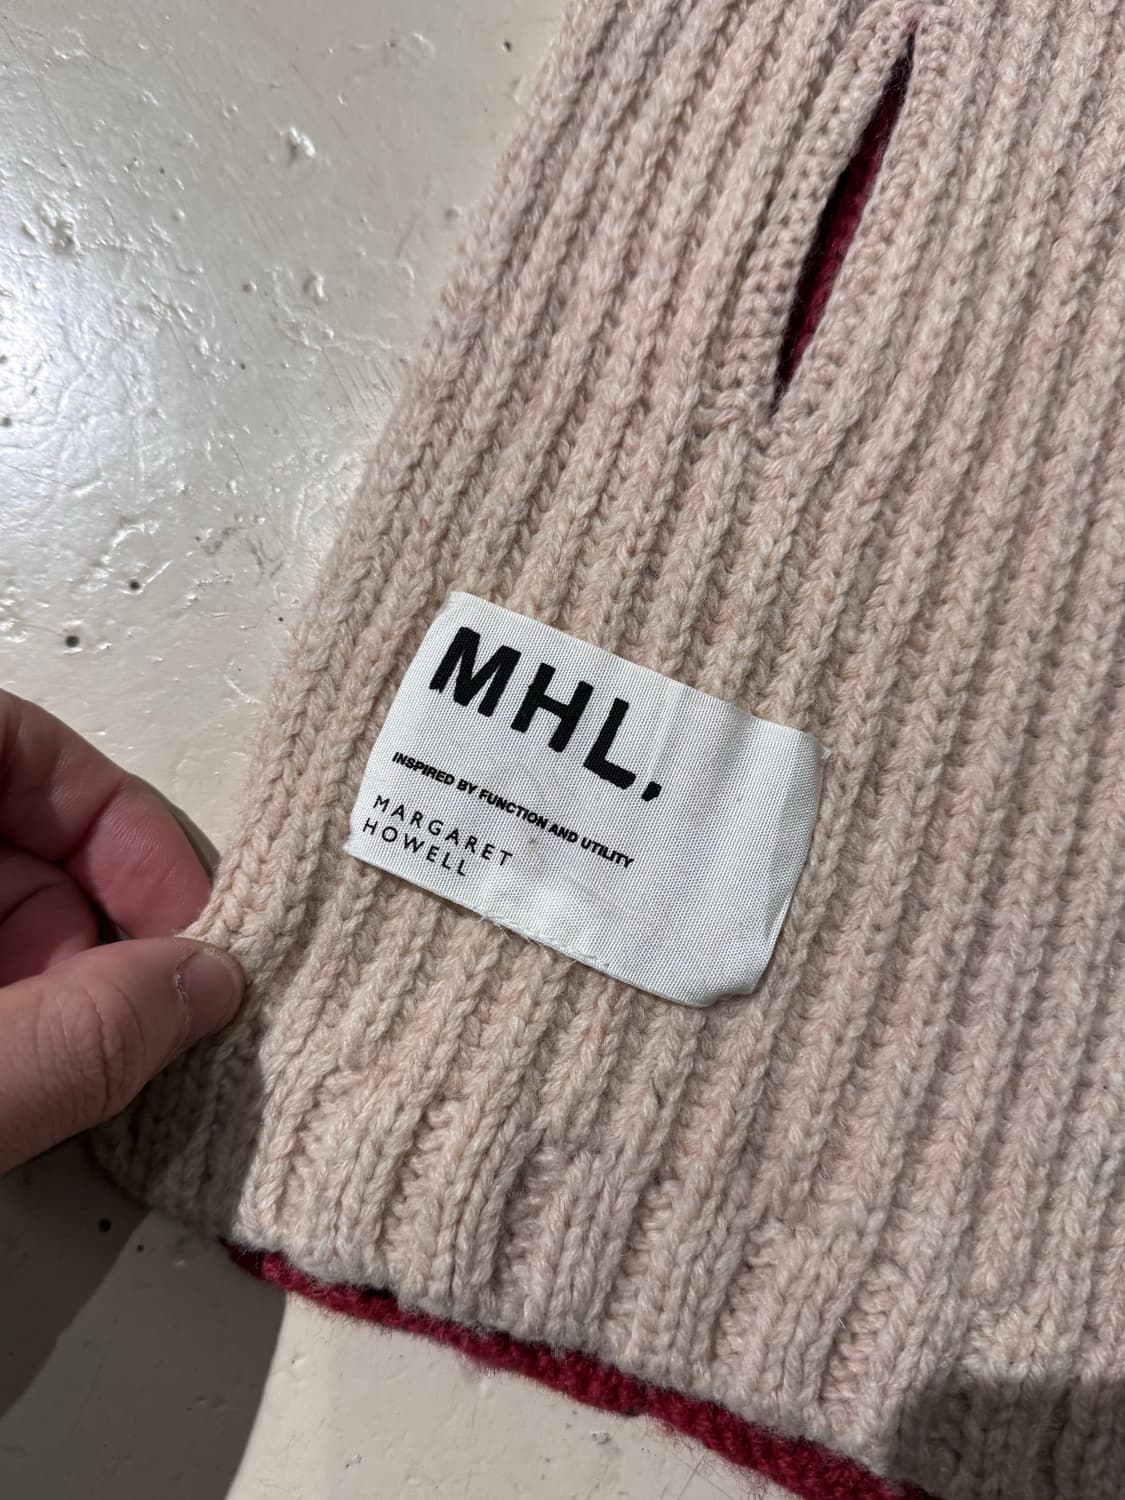 MHL.
INSPIRED BY FUNCTION AND UTILITY
MARGARET
HOWELL